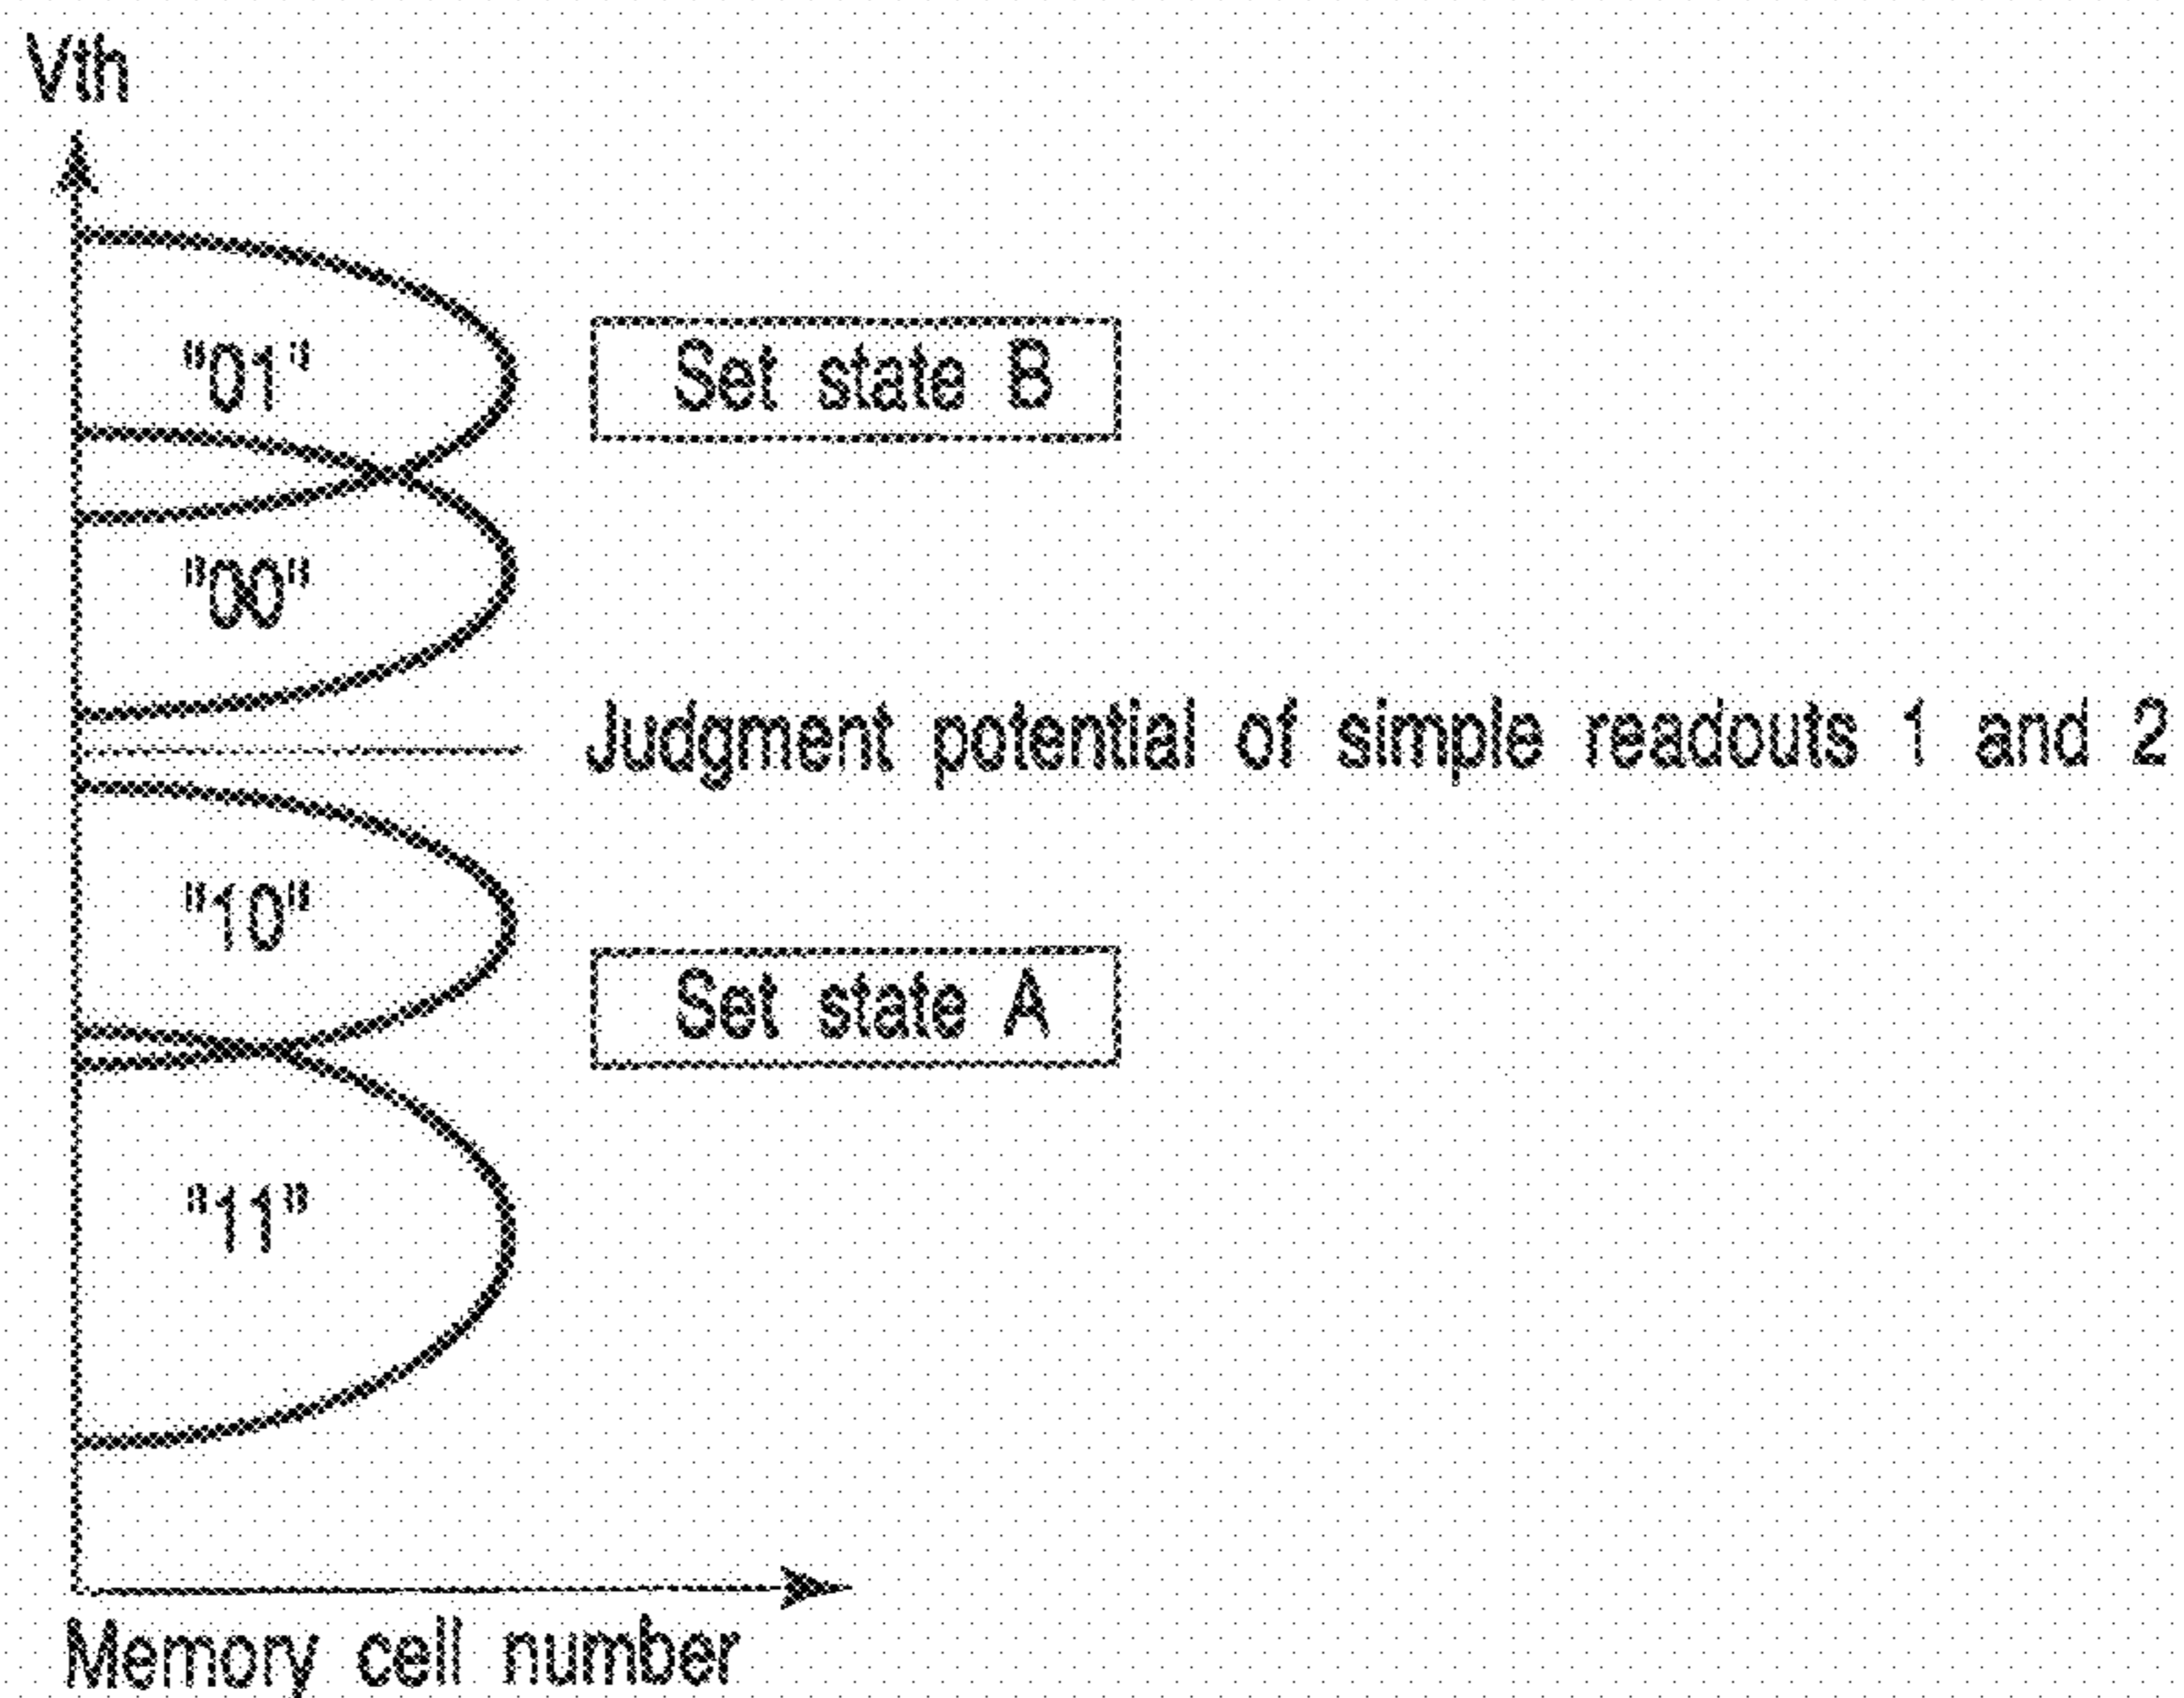 Vth
"01"
Set state B
"00"
Judgment potential of simple readouts 1 and 2
"10"
Set state A
"11"
Memory cell number